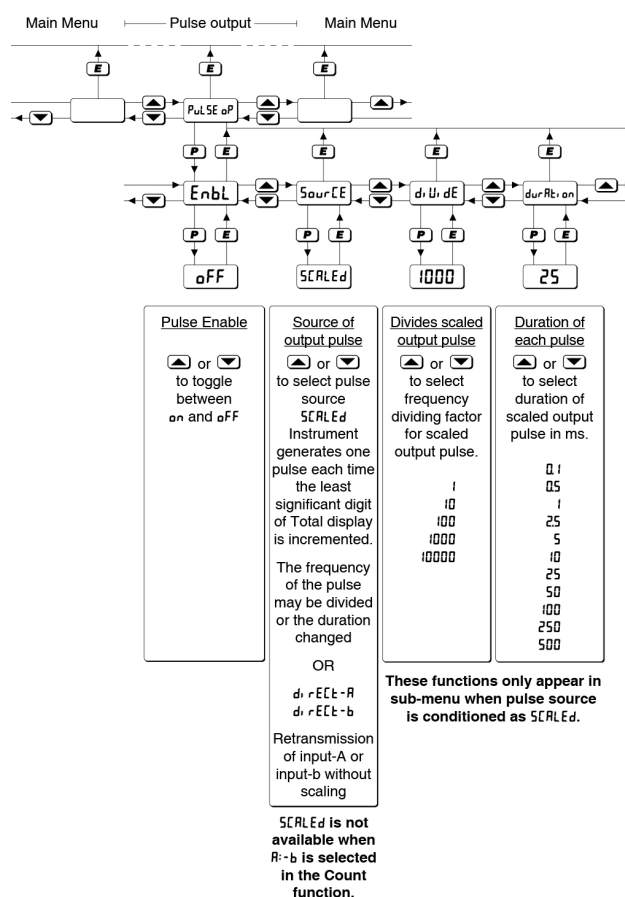 Main Menu Pulse output Main Menu
E E E
PuLSE oP
P E E E E
EnbL SourCE diVidE durAtion
P E P E P E P E
oFF SCALEd 1000 25
Pulse Enable
or
to toggle
between
on and oFF
Source of
output pulse
or
to select pulse
source
SCALEd
Instrument
generates one
pulse each time
the least
significant digit
of Total display
is incremented.
The frequency
of the pulse
may be divided
or the duration
changed
OR
dirECt-A
dirECt-b
Retransmission
of input-A or
input-b without
scaling
SCALEd is not
available when
A:-b is selected
in the Count
function.
Divides scaled
output pulse
or
to select
frequency
dividing factor
for scaled
output pulse.
1
10
100
1000
10000
Duration of
each pulse
or
to select
duration of
scaled output
pulse in ms.
0.1
0.5
1
2.5
5
10
25
50
100
250
500
These functions only appear in
sub-menu when pulse source
is conditioned as SCALEd.